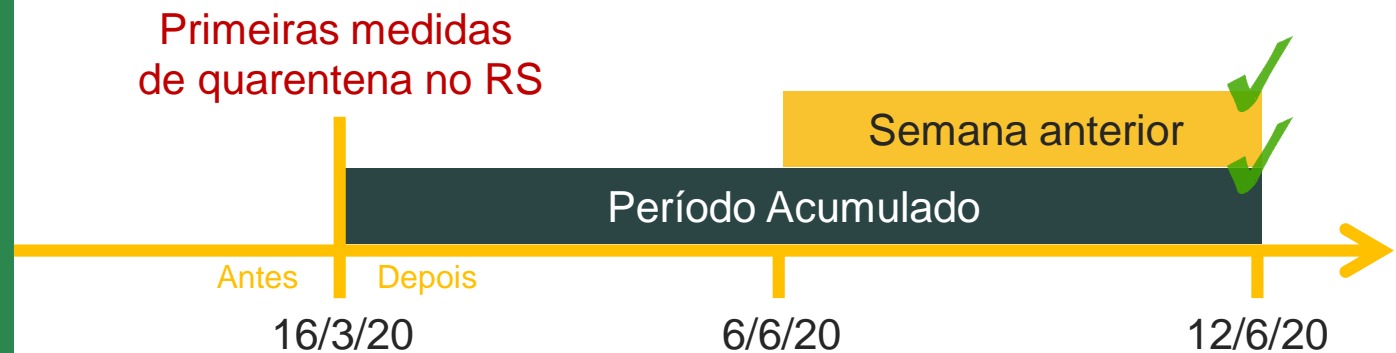 Primeiras medidas
de quarentena no RS
Semana anterior
Período Acumulado
Antes Depois
16/3/20 6/6/20 12/6/20